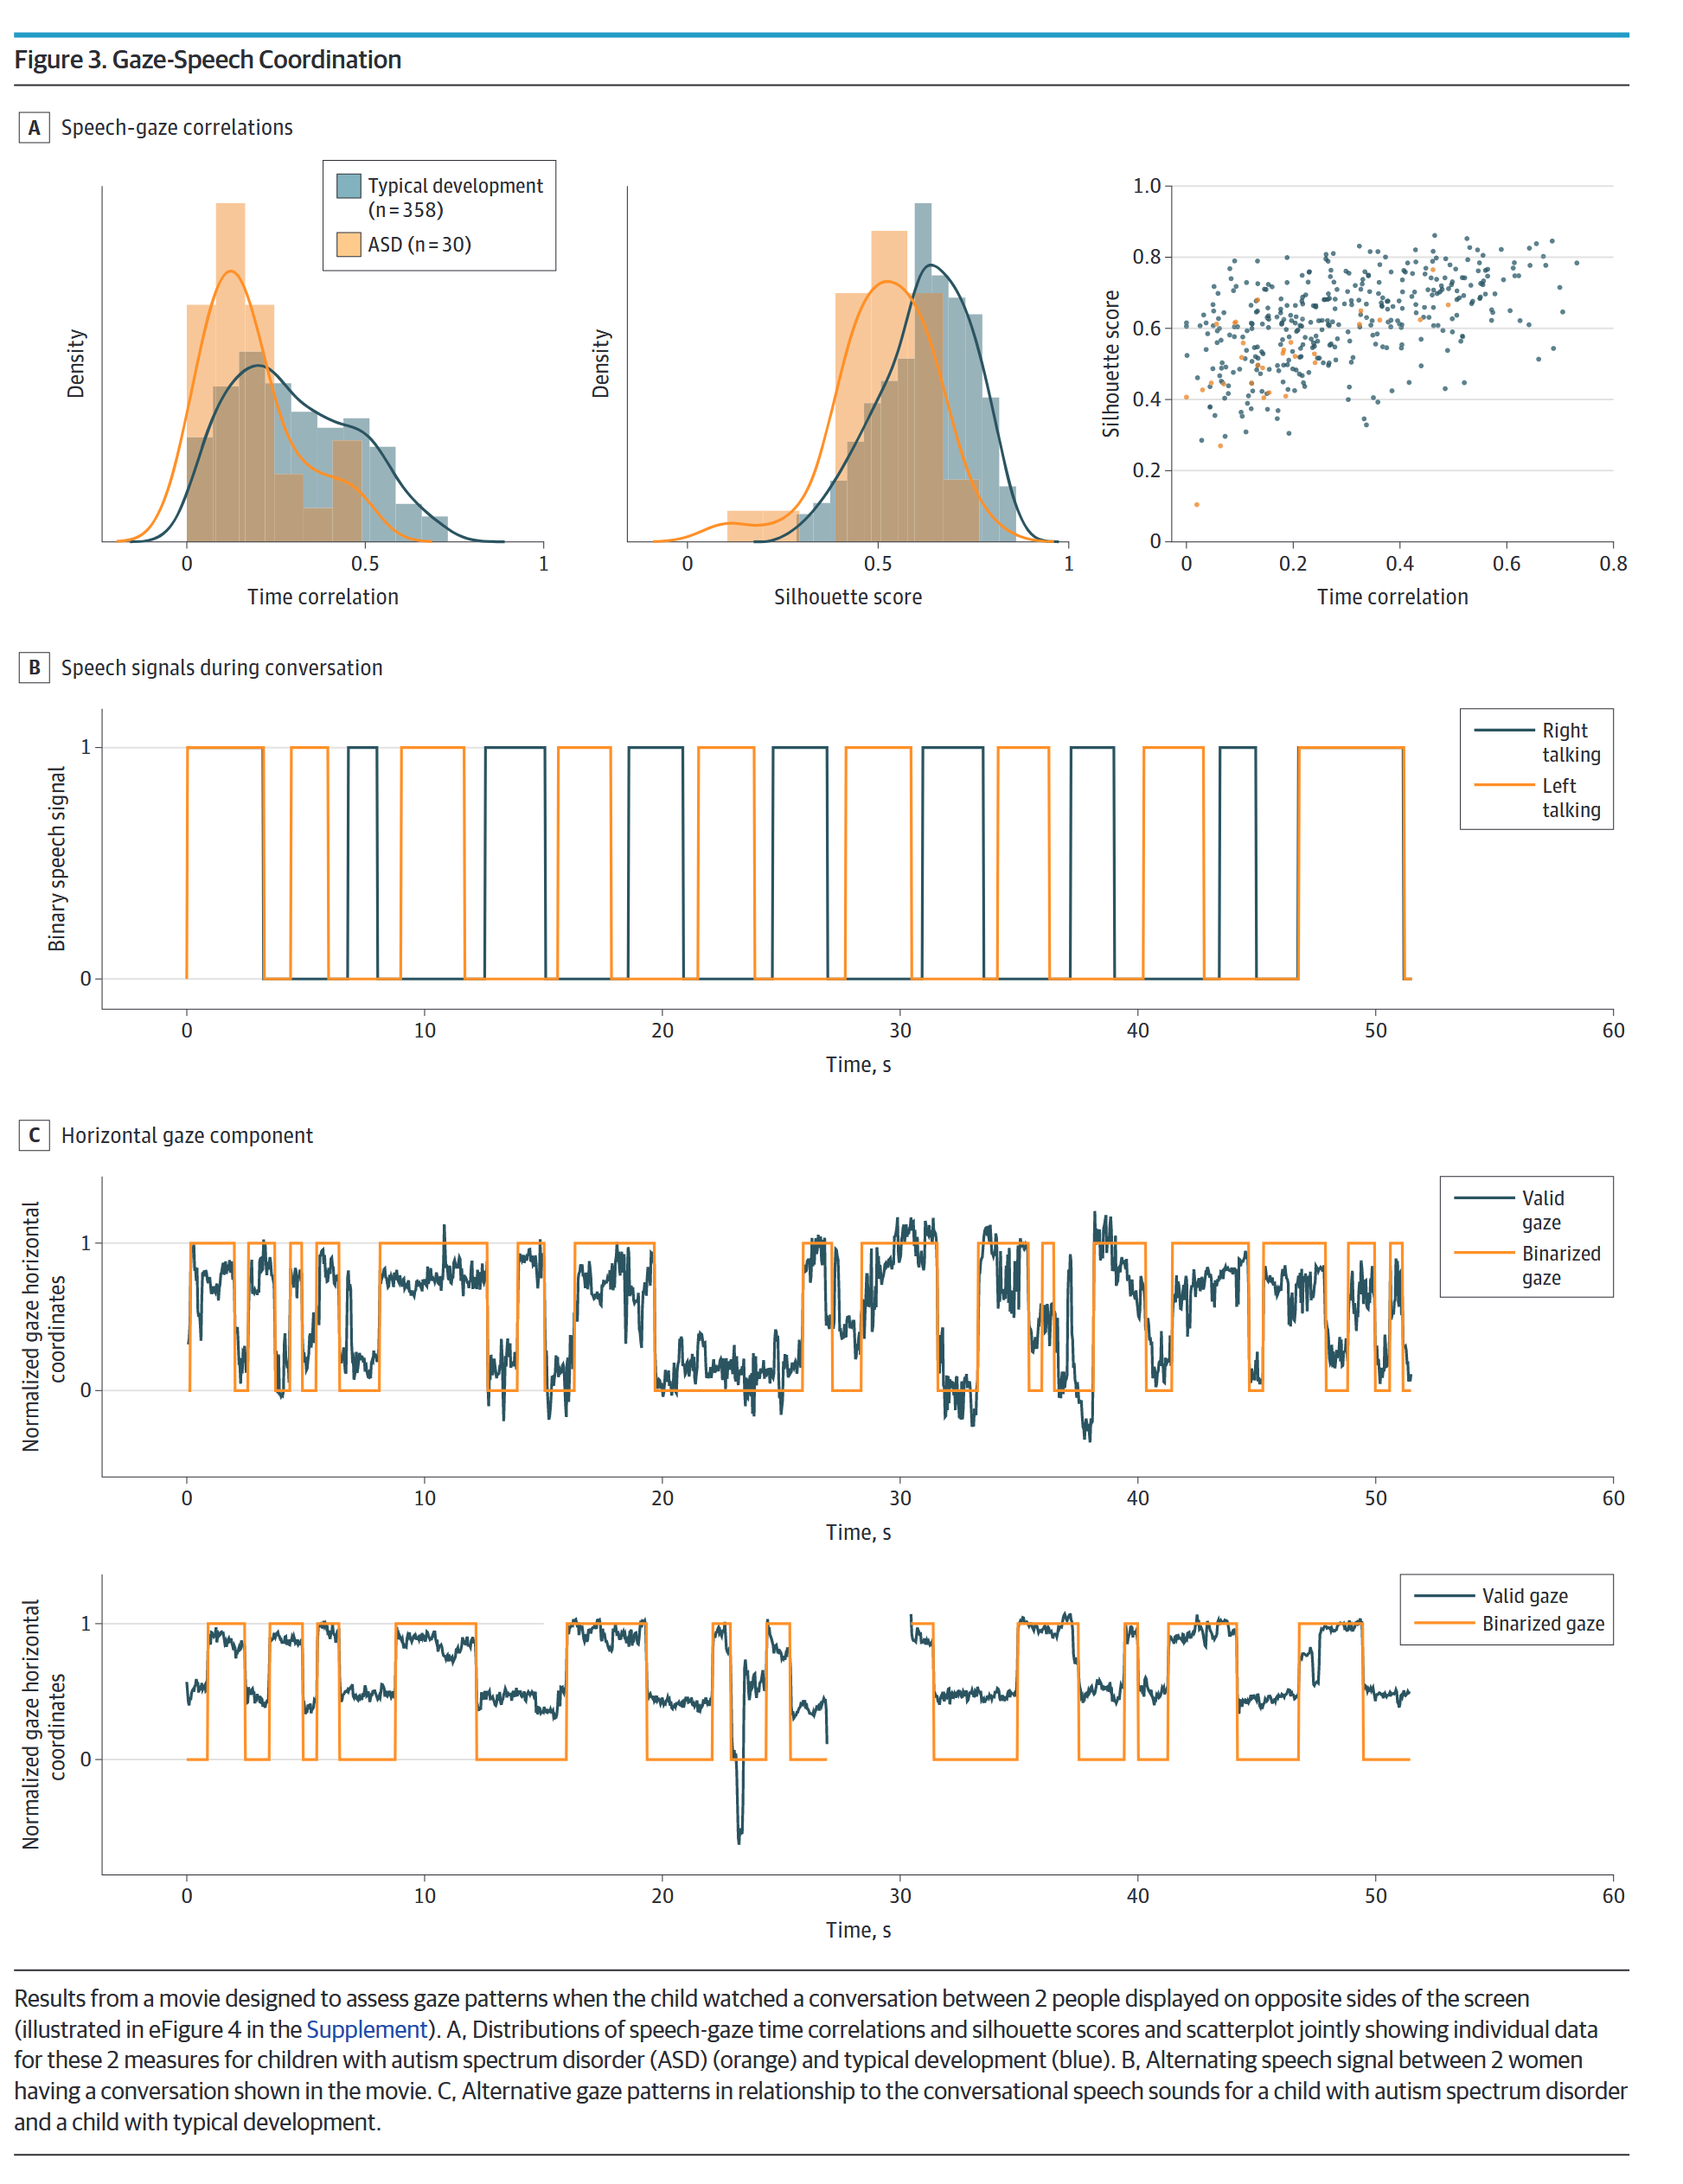 Figure 3. Gaze-Speech Coordination
A Speech-gaze correlations
Typical development
(n = 358)
ASD (n = 30)
Density
0
0.5
1
Time correlation
Density
0
0.5
1
Silhouette score
1.0
0.8
0.6
0.4
0.2
0
Silhouette score
0
0.2
0.4
0.6
0.8
Time correlation
B Speech signals during conversation
Right
talking
Left
talking
1
0
Binary speech signal
0
10
20
30
40
50
60
Time, s
C Horizontal gaze component
Valid
gaze
Binarized
gaze
1
0
Normalized gaze horizontal
coordinates
0
10
20
30
40
50
60
Time, s
Valid gaze
Binarized gaze
1
0
Normalized gaze horizontal
coordinates
0
10
20
30
40
50
60
Time, s
Results from a movie designed to assess gaze patterns when the child watched a conversation between 2 people displayed on opposite sides of the screen
(illustrated in eFigure 4 in the Supplement). A, Distributions of speech-gaze time correlations and silhouette scores and scatterplot jointly showing individual data
for these 2 measures for children with autism spectrum disorder (ASD) (orange) and typical development (blue). B, Alternating speech signal between 2 women
having a conversation shown in the movie. C, Alternative gaze patterns in relationship to the conversational speech sounds for a child with autism spectrum disorder
and a child with typical development.